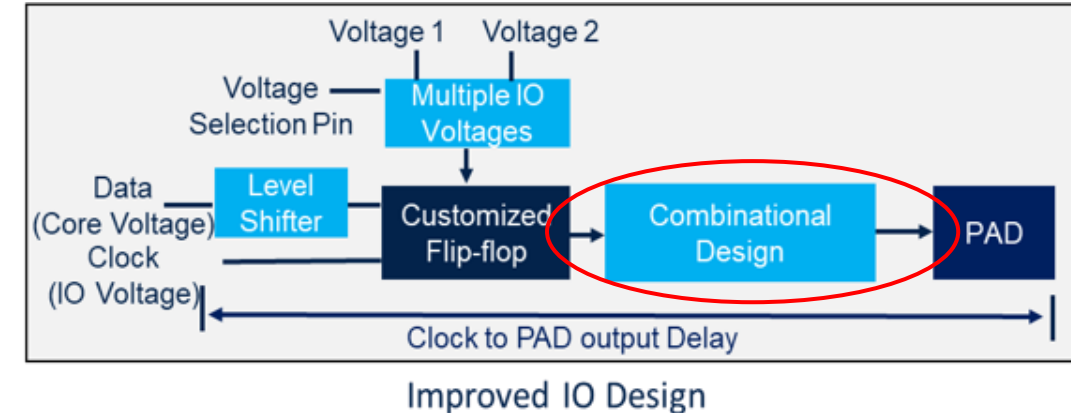 Voltage 1 Voltage 2
Voltage
Selection Pin
Multiple IO
Voltages
Data
(Core Voltage)
Level
Shifter
Clock
(IO Voltage)
Customized
Flip-flop
Combinational
Design
PAD
Clock to PAD output Delay
Improved IO Design